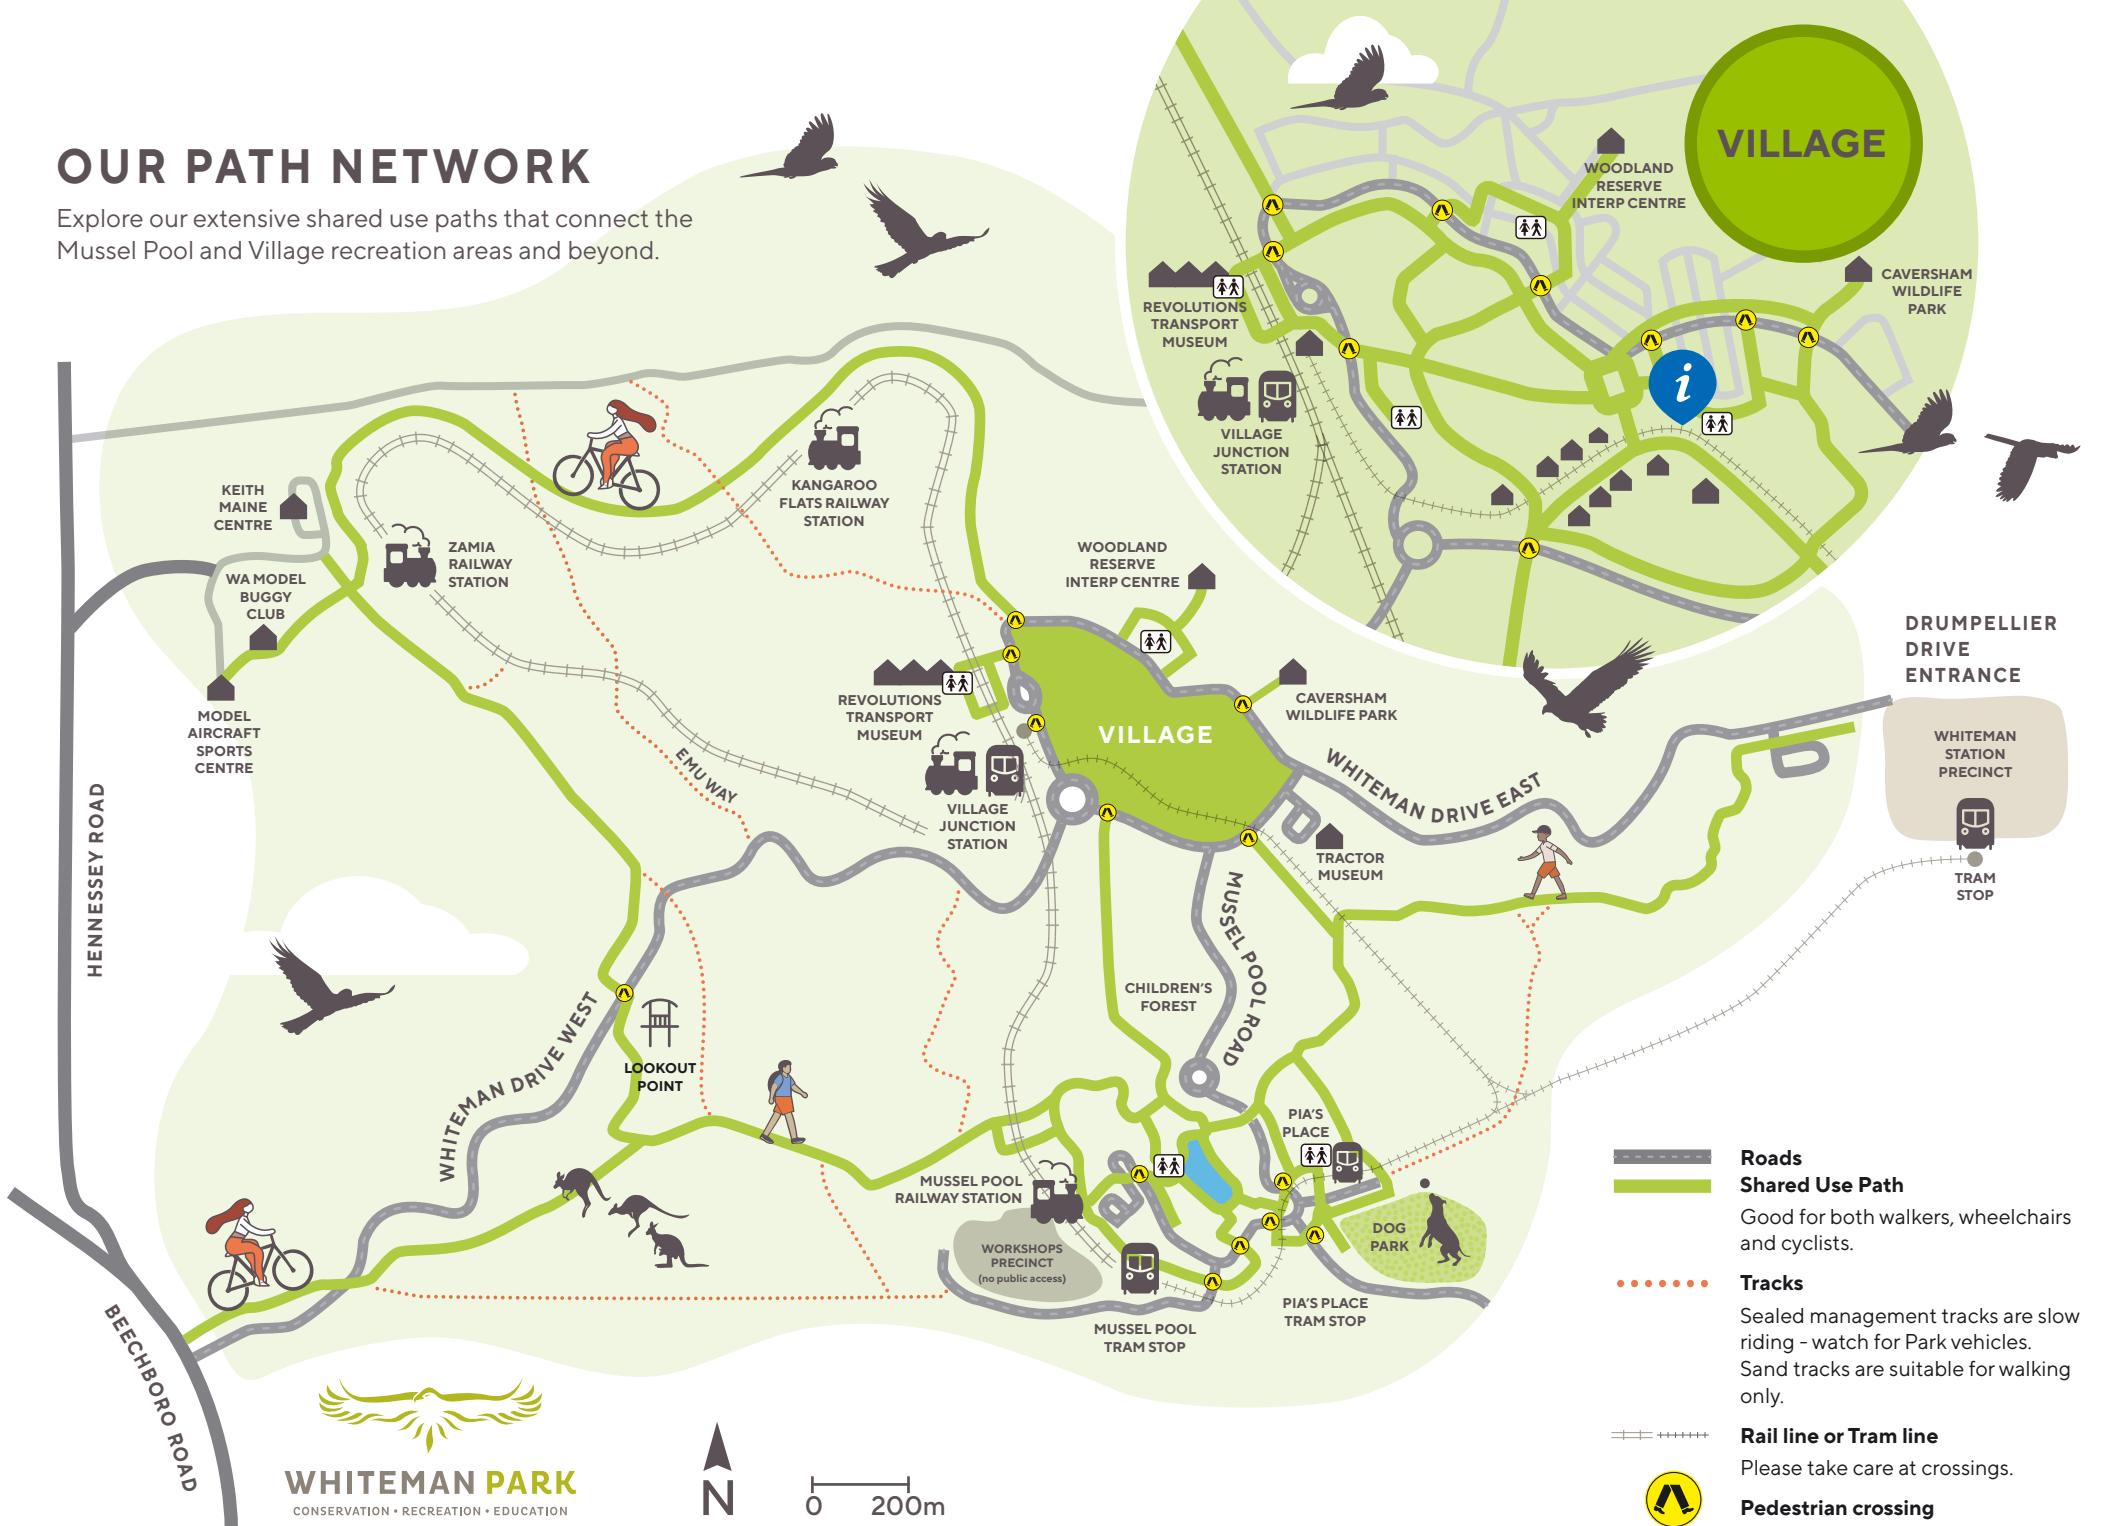 OUR PATH NETWORK
Explore our extensive shared use paths that connect the
Mussel Pool and Village recreation areas and beyond.
VILLAGE
WOODLAND
RESERVE
INTERP CENTRE
CAVERSHAM
WILDLIFE
PARK
REVOLUTIONS
TRANSPORT
MUSEUM
VILLAGE
JUNCTION
STATION
i
KEITH
MAINE
CENTRE
WA MODEL
BUGGY
CLUB
MODEL
AIRCRAFT
SPORTS
CENTRE
ZAMIA
RAILWAY
STATION
KANGAROO
FLATS RAILWAY
STATION
WOODLAND
RESERVE
INTERP CENTRE
REVOLUTIONS
TRANSPORT
MUSEUM
VILLAGE
CAVERSHAM
WILDLIFE PARK
VILLAGE
JUNCTION
STATION
TRACTOR
MUSEUM
EMU WAY
WHITEMAN DRIVE EAST
DRUMPELLIER
DRIVE
ENTRANCE
WHITEMAN
STATION
PRECINCT
TRAM
STOP
HENNESSEY ROAD
MUSSEL POOL ROAD
CHILDREN'S
FOREST
WHITEMAN DRIVE WEST
LOOKOUT
POINT
PIA'S
PLACE
MUSSEL POOL
RAILWAY STATION
WORKSHOPS
PRECINCT
(no public access)
DOG
PARK
MUSSEL POOL
TRAM STOP
PIA'S PLACE
TRAM STOP
BEECHBORO ROAD
WHITEMAN PARK
CONSERVATION • RECREATION • EDUCATION
N
0 200m
Roads
Shared Use Path
Good for both walkers, wheelchairs
and cyclists.
Tracks
Sealed management tracks are slow
riding - watch for Park vehicles.
Sand tracks are suitable for walking
only.
Rail line or Tram line
Please take care at crossings.
Pedestrian crossing